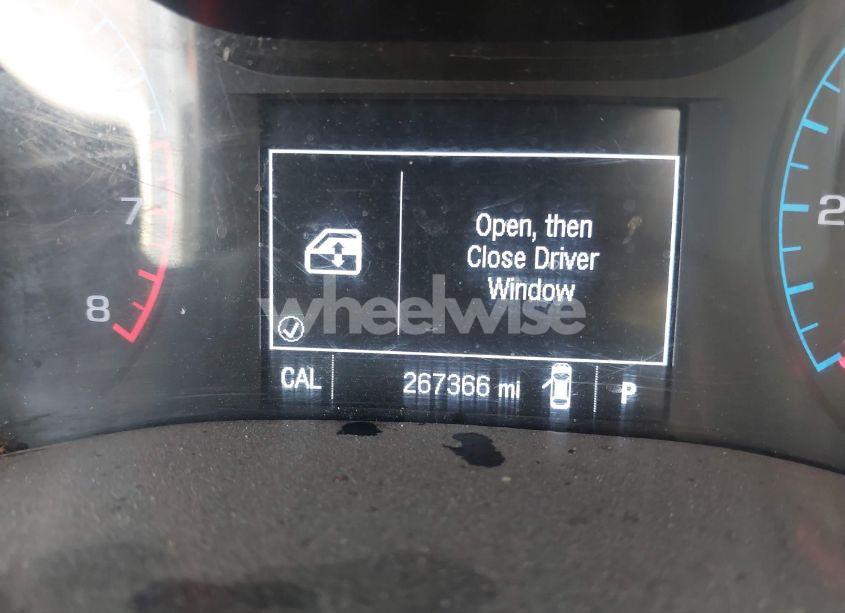 7
8
2
Open, then
Close Driver
Window
wheelwise
CAL 267366 mi P